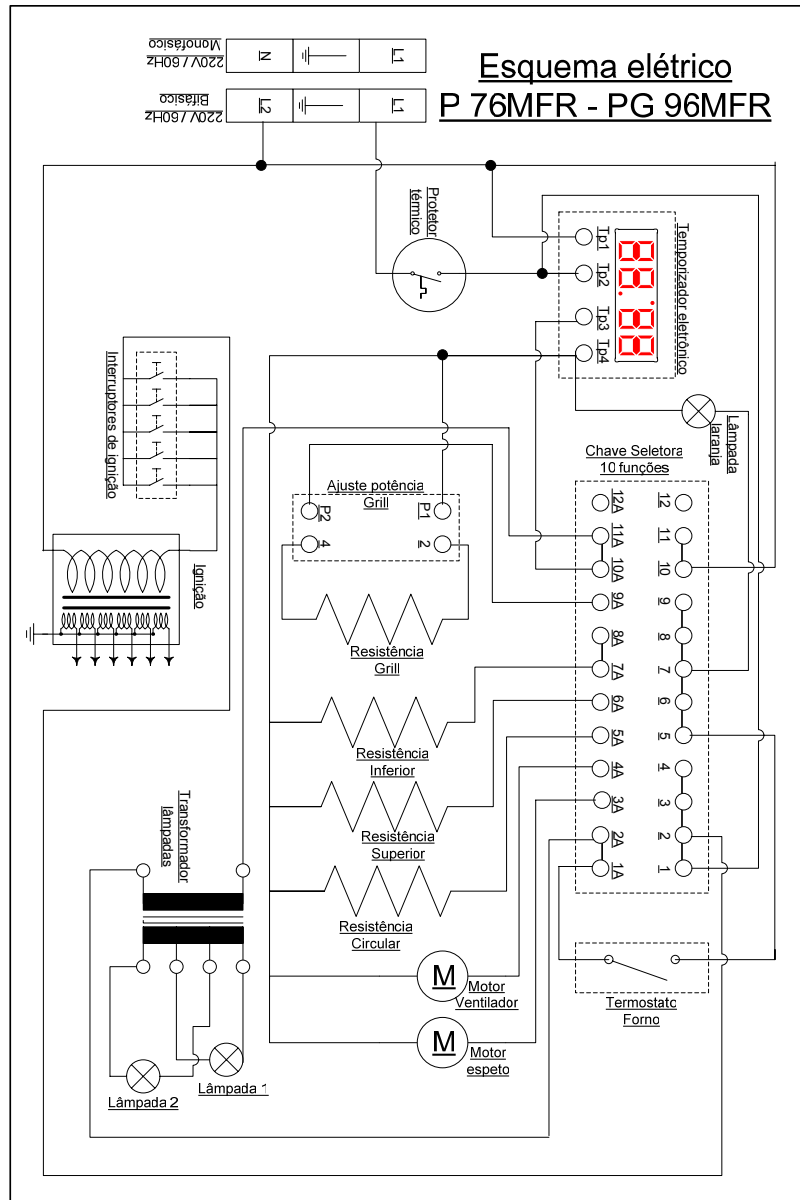 Esquema elétrico
P 76MFR - PG 96MFR
220V / 60Hz
Monofásico
N
L1
220V / 60Hz
Bifásico
L2
L1
Protetor
térmico
Temporizador eletrônico
Tp1
Tp2
Tp3
Tp4
88.88
Lâmpada
laranja
Interruptores de ignição
Ignição
Chave Seletora
10 funções
12A
12
11A
11
10A
10
9A
9
8A
8
7A
7
6A
6
5A
5
4A
4
3A
3
2A
2
1A
1
Ajuste potência
Grill
P2
P1
4
2
Resistência
Grill
Resistência
Inferior
Resistência
Superior
Resistência
Circular
M
Motor
Ventilador
M
Motor
espeto
Termostato
Forno
Transformador
lâmpadas
Lâmpada 1
Lâmpada 2